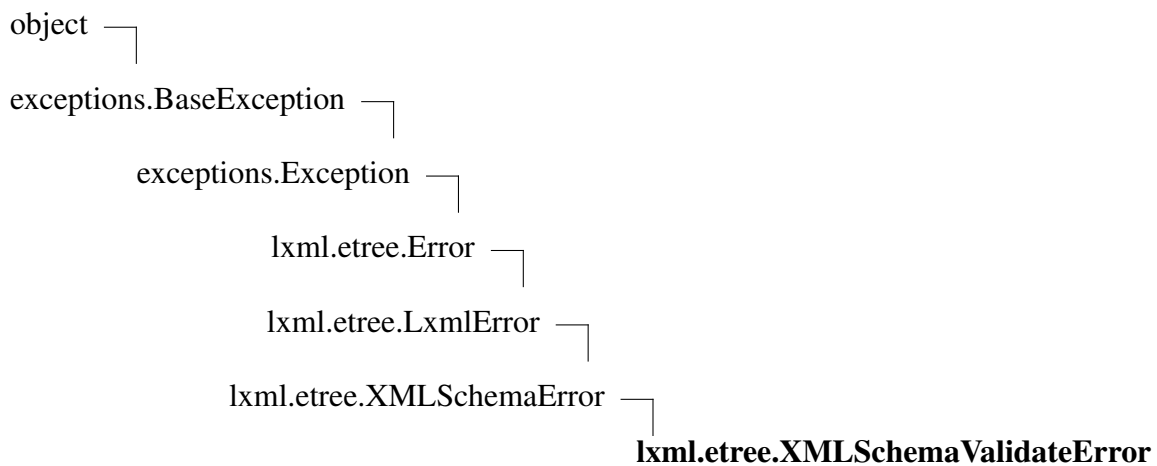 object
exceptions.BaseException
exceptions.Exception
lxml.etree.Error
lxml.etree.LxmlError
lxml.etree.XMLSchemaError
lxml.etree.XMLSchemaValidateError